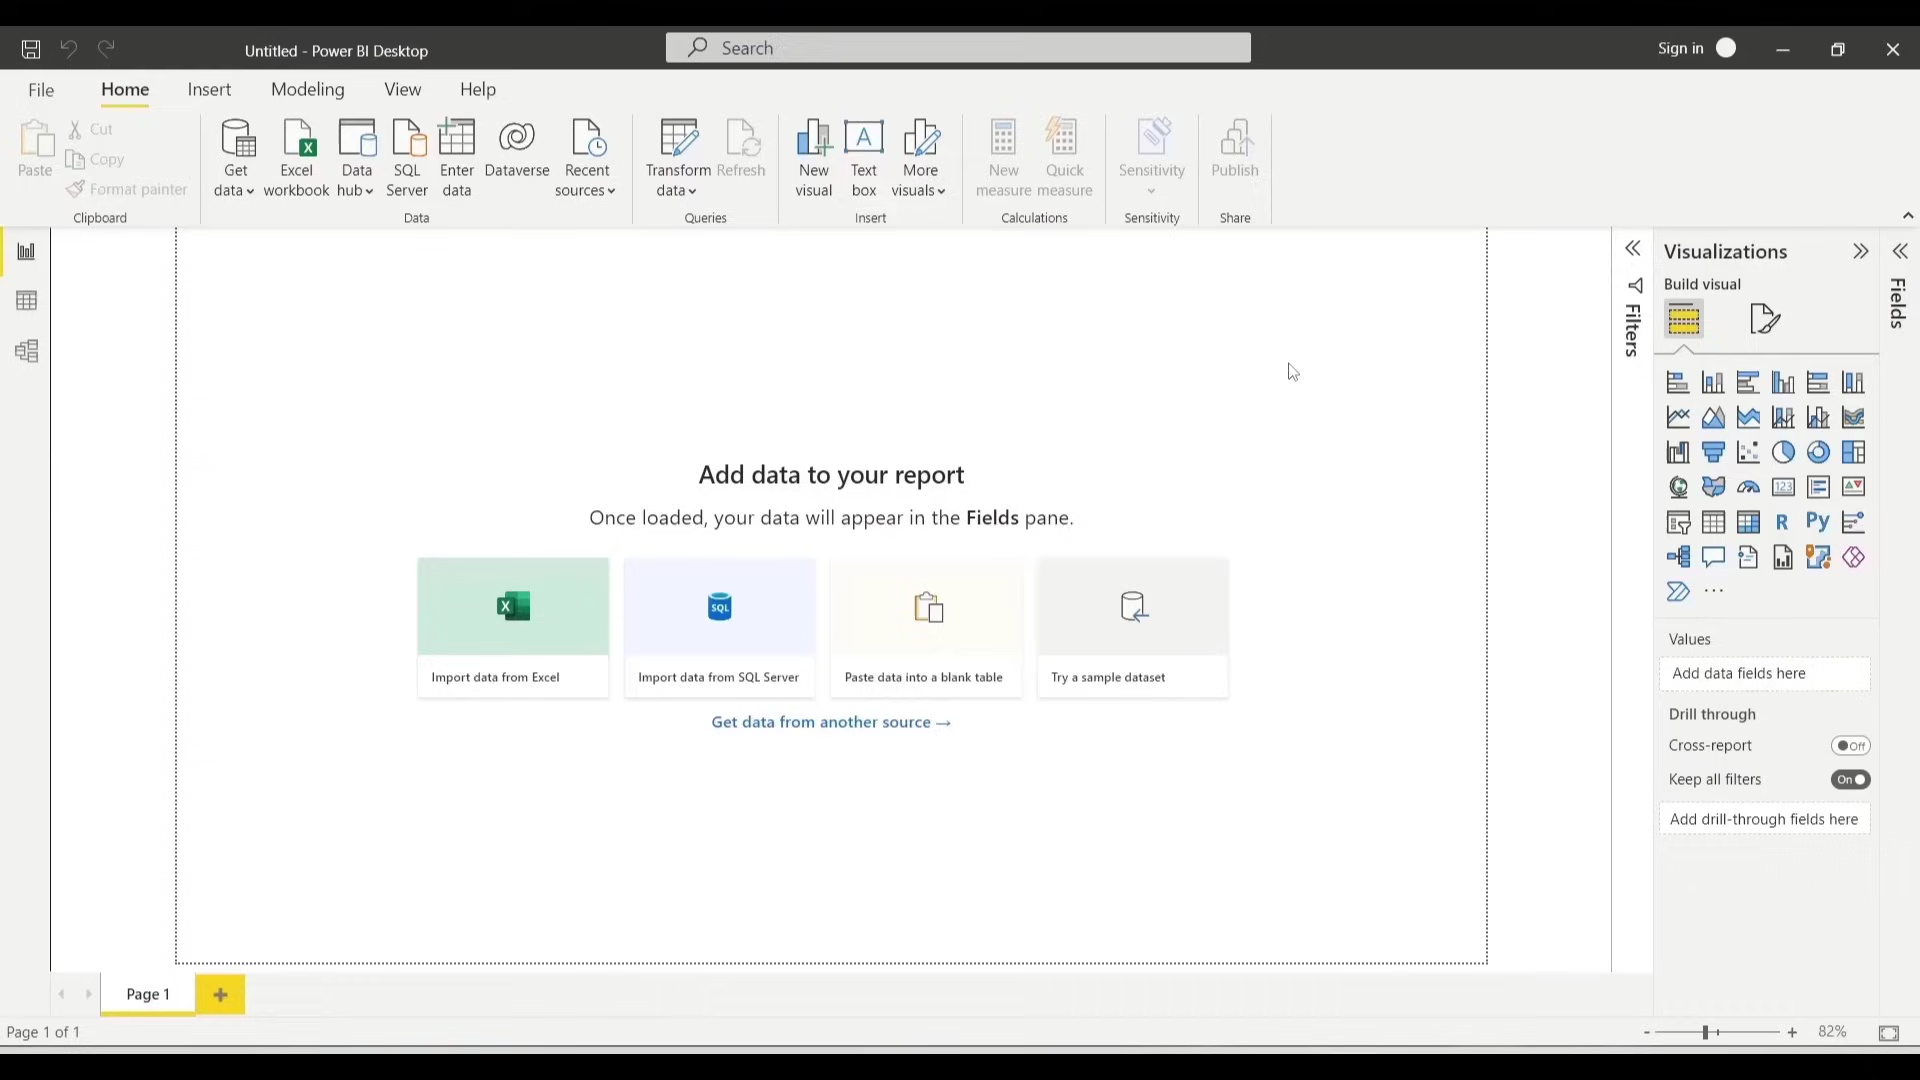 Untitled - Power BI Desktop
Search
Sign in
File Home Insert Modeling View Help
Paste
Cut
Copy
Format painter
Clipboard
Get data
Excel workbook
Data hub
SQL Server
Enter data
Dataverse
Recent sources
Data
Transform data
Refresh
Queries
New visual
Text box
More visuals
Insert
New measure
Quick measure
Calculations
Sensitivity
Sensitivity
Publish
Share
Add data to your report
Once loaded, your data will appear in the Fields pane.
SQL
Import data from Excel
Import data from SQL Server
Paste data into a blank table
Try a sample dataset
Get data from another source →
Filters
Visualizations
Build visual
123
R
Py
...
Values
Add data fields here
Drill through
Cross-report
Off
Keep all filters
On
Add drill-through fields here
Fields
Page 1
Page 1 of 1
- + 82%